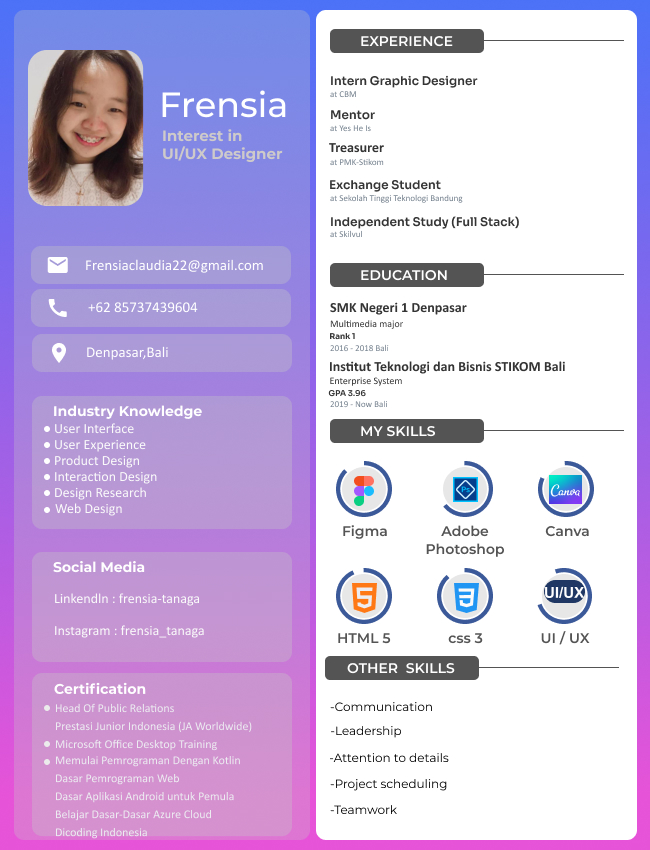 Frensia
Interest in
UI/UX Designer
Frensiaclaudia22@gmail.com
+62 85737439604
Denpasar,Bali
Industry Knowledge
User Interface
User Experience
Product Design
Interaction Design
Design Research
Web Design
Social Media
LinkendIn : frensia-tanaga
Instagram : frensia_tanaga
Certification
Head Of Public Relations
Prestasi Junior Indonesia (JA Worldwide)
Microsoft Office Desktop Training
Memulai Pemrograman Dengan Kotlin
Dasar Pemrograman Web
Dasar Aplikasi Android untuk Pemula
Belajar Dasar-Dasar Azure Cloud
Dicoding Indonesia
EXPERIENCE
Intern Graphic Designer
at CBM
Mentor
at Yes He Is
Treasurer
at PMK-Stikom
Exchange Student
at Sekolah Tinggi Teknologi Bandung
Independent Study (Full Stack)
at Skilvul
EDUCATION
SMK Negeri 1 Denpasar
Multimedia major
Rank 1
2016 - 2018 Bali
Institut Teknologi dan Bisnis STIKOM Bali
Enterprise System
GPA 3.96
2019 - Now Bali
MY SKILLS
Ps
Canva
Figma
Adobe
Photoshop
Canva
5
3
UI/UX
HTML 5
css 3
UI / UX
OTHER  SKILLS
-Communication
-Leadership
-Attention to details
-Project scheduling
-Teamwork